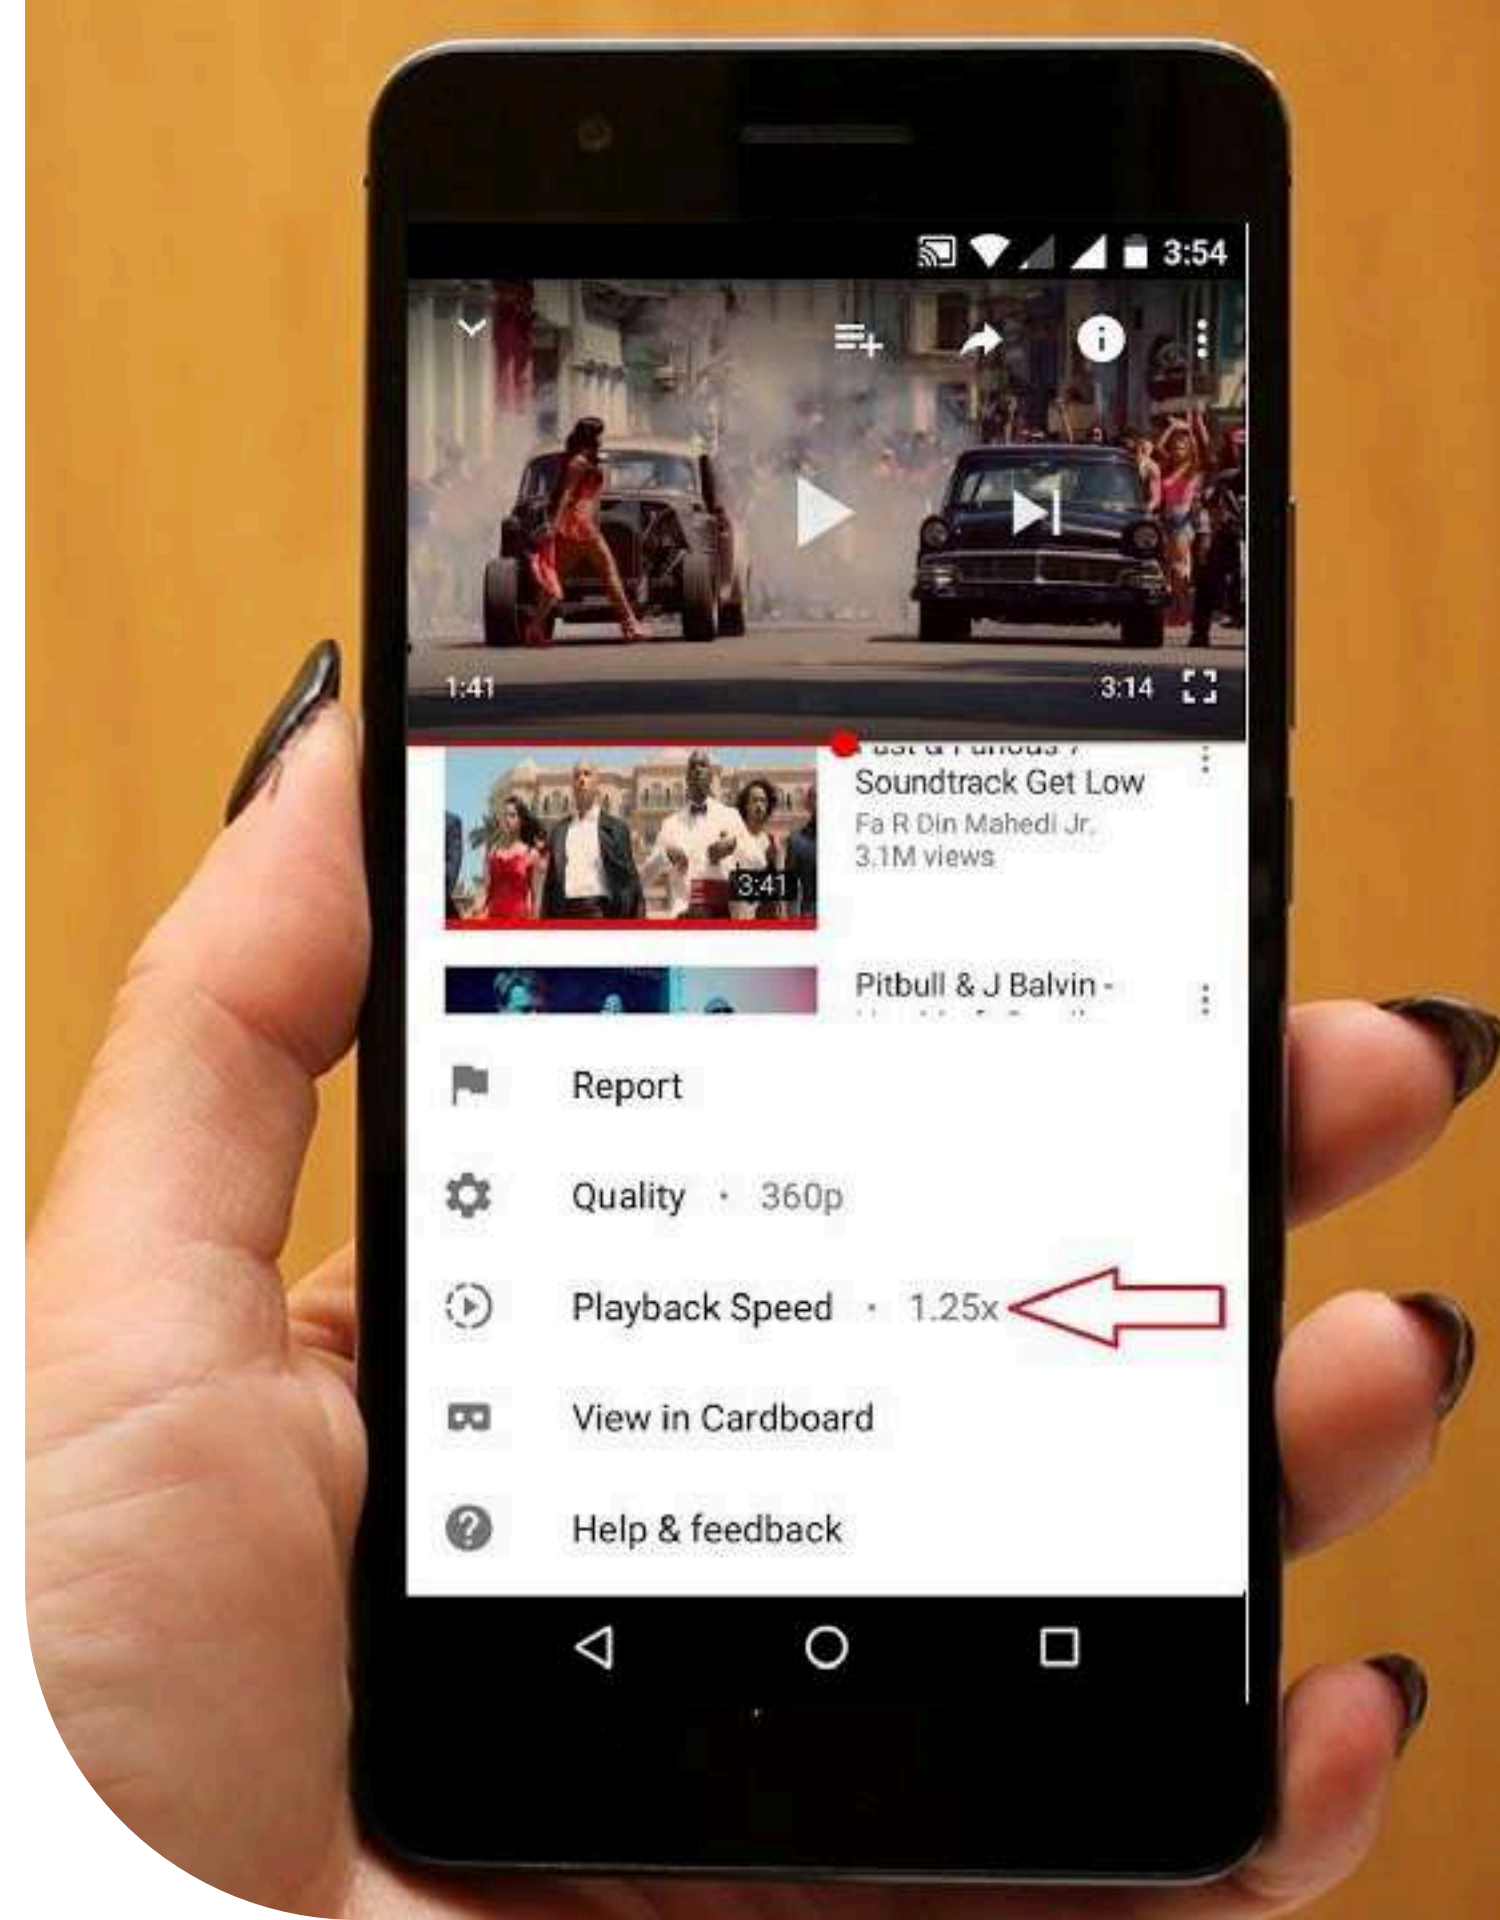 3:54
1:41
3:14
Soundtrack Get Low
Fa R Din Mahedi Jr.
3.1M views
3:41
Pitbull & J Balvin -
Report
Quality · 360p
Playback Speed · 1.25x
View in Cardboard
Help & feedback